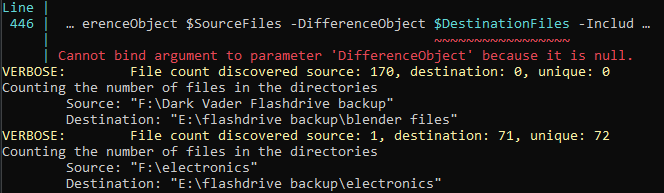 Line |
446 | … erenceObject $SourceFiles -DifferenceObject $DestinationFiles -Includ …
| ~~~~~~~~~~~~~~~~~
| Cannot bind argument to parameter 'DifferenceObject' because it is null.
VERBOSE: File count discovered source: 170, destination: 0, unique: 0
Counting the number of files in the directories
Source: "F:\Dark Vader Flashdrive backup"
Destination: "E:\flashdrive backup\blender files"
VERBOSE: File count discovered source: 1, destination: 71, unique: 72
Counting the number of files in the directories
Source: "F:\electronics"
Destination: "E:\flashdrive backup\electronics"